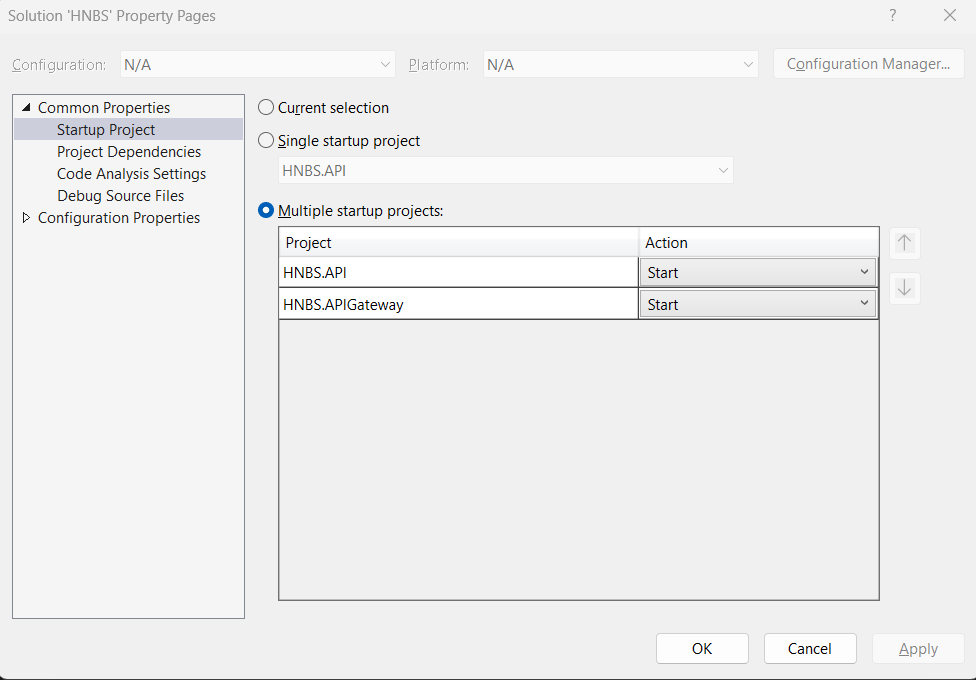 Solution 'HNBS' Property Pages ?
Configuration: N/A Platform: N/A Configuration Manager...
Common Properties
Startup Project
Project Dependencies
Code Analysis Settings
Debug Source Files
Configuration Properties
Current selection
Single startup project
HNBS.API
Multiple startup projects:
Project Action
HNBS.API Start
HNBS.APIGateway Start
OK Cancel Apply